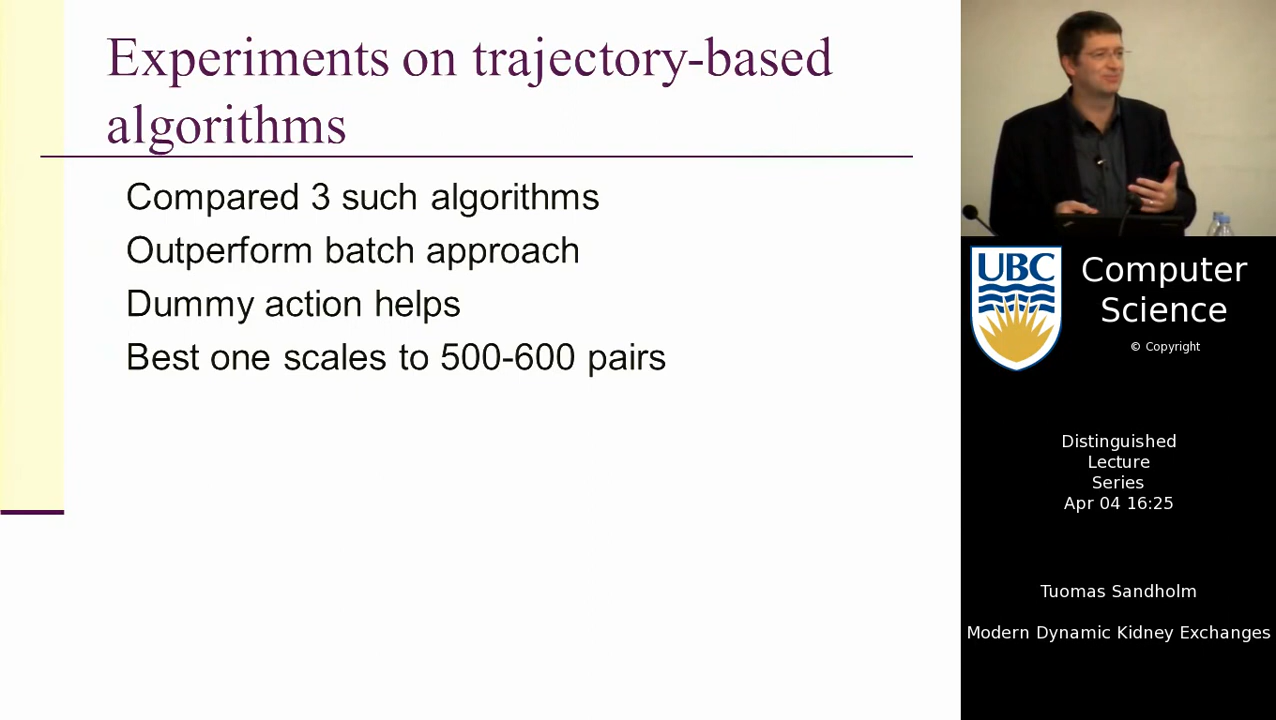 Experiments on trajectory-based
algorithms
Compared 3 such algorithms
Outperform batch approach
Dummy action helps
Best one scales to 500-600 pairs
UBC
Computer
Science
© Copyright
Distinguished
Lecture
Series
Apr 04 16:25
Tuomas Sandholm
Modern Dynamic Kidney Exchanges